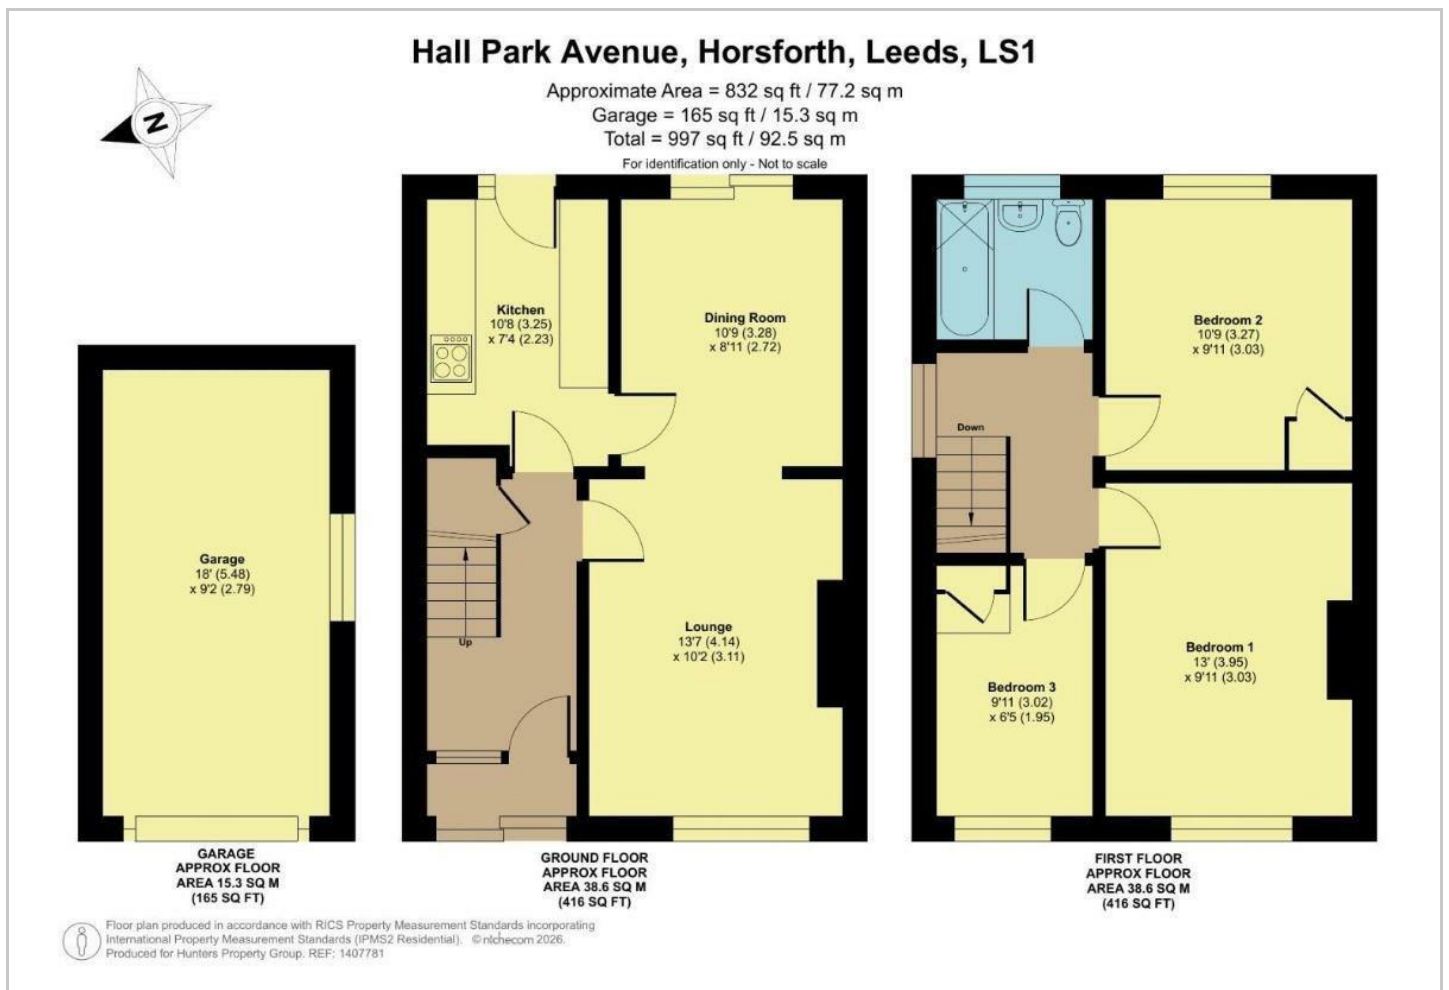 Hall Park Avenue, Horsforth, Leeds, LS1
Approximate Area = 832 sq ft / 77.2 sq m
Garage = 165 sq ft / 15.3 sq m
Total = 997 sq ft / 92.5 sq m
For identification only - Not to scale
N
Kitchen
10'8 (3.25)
x 7'4 (2.23)
Dining Room
10'9 (3.28)
x 8'11 (2.72)
Bedroom 2
10'9 (3.27)
x 9'11 (3.03)
Down
Garage
18' (5.48)
x 9'2 (2.79)
Up
Lounge
13'7 (4.14)
x 10'2 (3.11)
Bedroom 3
9'11 (3.02)
x 6'5 (1.95)
Bedroom 1
13' (3.95)
x 9'11 (3.03)
GARAGE
APPROX FLOOR
AREA 15.3 SQ M
(165 SQ FT)
GROUND FLOOR
APPROX FLOOR
AREA 38.6 SQ M
(416 SQ FT)
FIRST FLOOR
APPROX FLOOR
AREA 38.6 SQ M
(416 SQ FT)
Floor plan produced in accordance with RICS Property Measurement Standards incorporating
International Property Measurement Standards (IPMS2 Residential). ©nichecom 2026.
Produced for Hunters Property Group. REF: 1407781